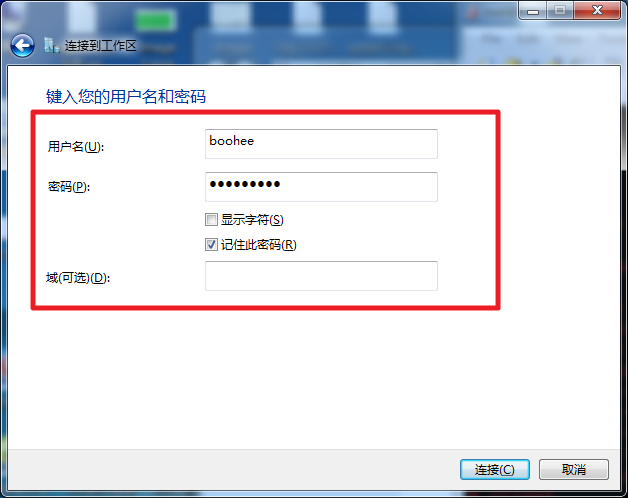 连接到工作区
键入您的用户名和密码
用户名(U):
boohee
密码(P):
●●●●●●●●●
显示字符(S)
记住此密码(R)
域(可选)(D):
连接(C)
取消